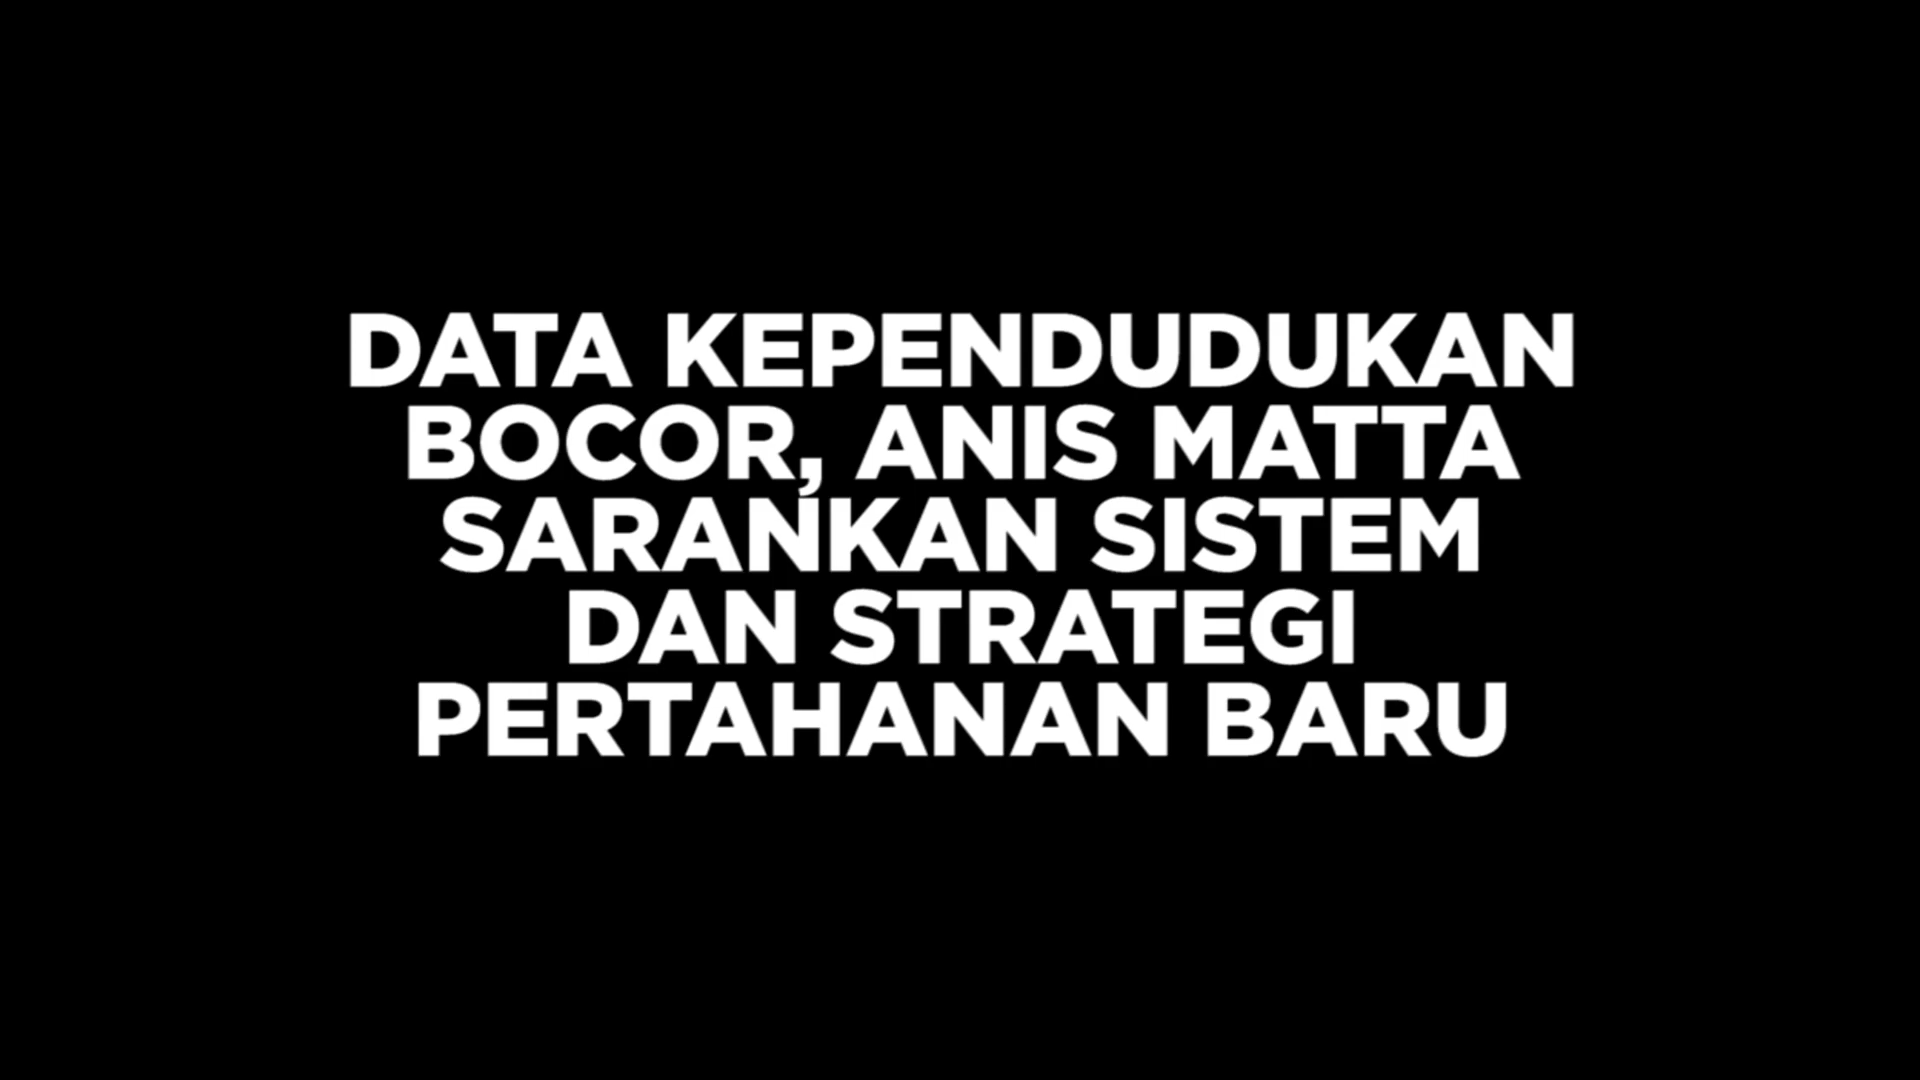 DATA KEPENDUDUKAN
BOCOR, ANIS MATTA
SARANKAN SISTEM
DAN STRATEGI
PERTAHANAN BARU